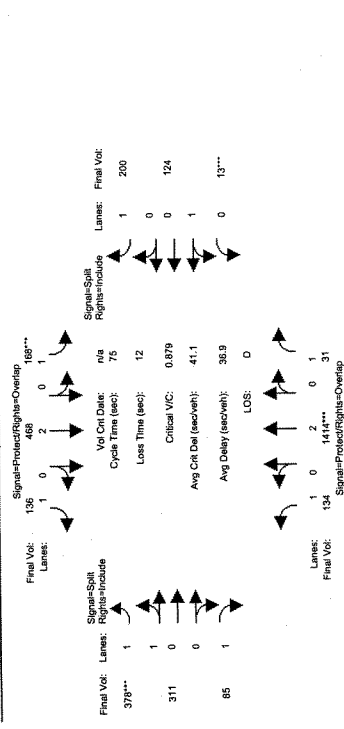 Signal=Protect/Rights=Overlap
Final Vol: 136 468 168***
Lanes: 1 0 2 0 1
Signal=Split
Rights=Include
Final Vol: Lanes:
378*** 1
1
311 0
0
85 1
Vol Cnt Date: n/a
Cycle Time (sec): 75
Loss Time (sec): 12
Critical V/C: 0.879
Avg Crit Del (sec/veh): 41.1
Avg Delay (sec/veh): 36.9
LOS: D
Signal=Split
Rights=Include
Lanes: Final Vol:
1 200
0
0 124
1
0 13***
Lanes: 1 0 2 0 1
Final Vol: 134 1414*** 31
Signal=Protect/Rights=Overlap